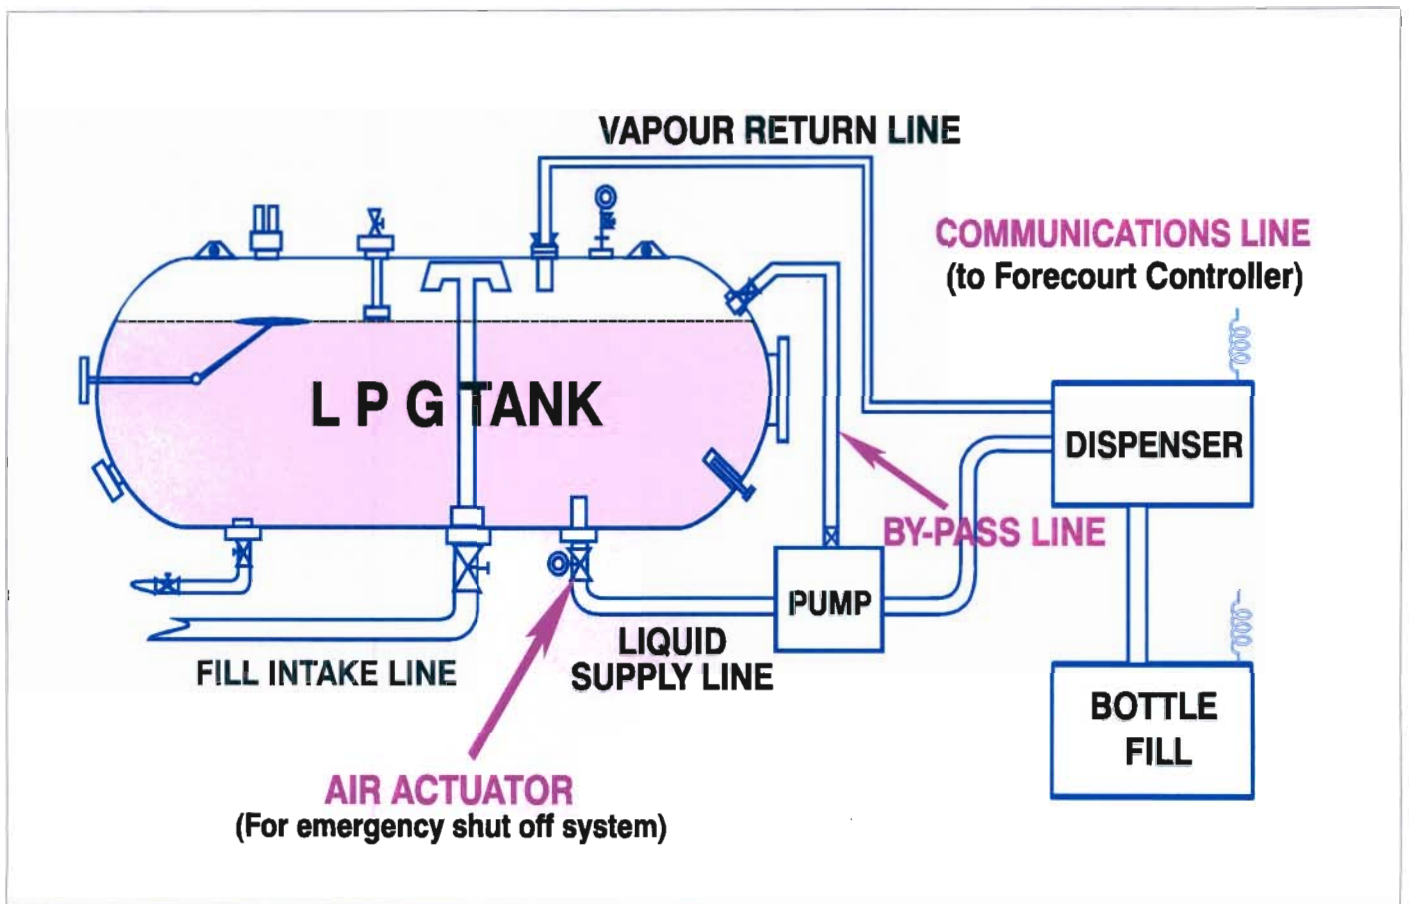 VAPOUR RETURN LINE
COMMUNICATIONS LINE
(to Forecourt Controller)
L P G TANK
DISPENSER
BY-PASS LINE
PUMP
LIQUID
SUPPLY LINE
FILL INTAKE LINE
BOTTLE
FILL
AIR ACTUATOR
(For emergency shut off system)